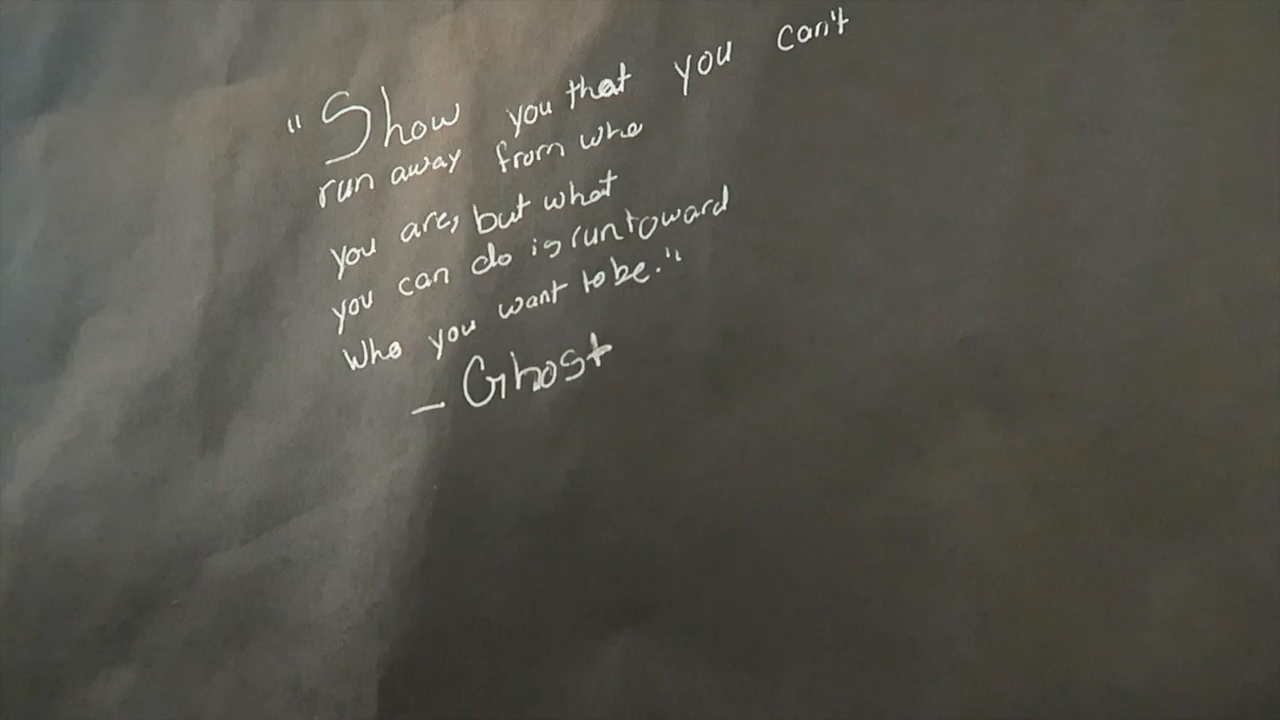 "Show you that you can't
run away from who
you are, but what
you can do is run toward
who you want to be."
- Ghost